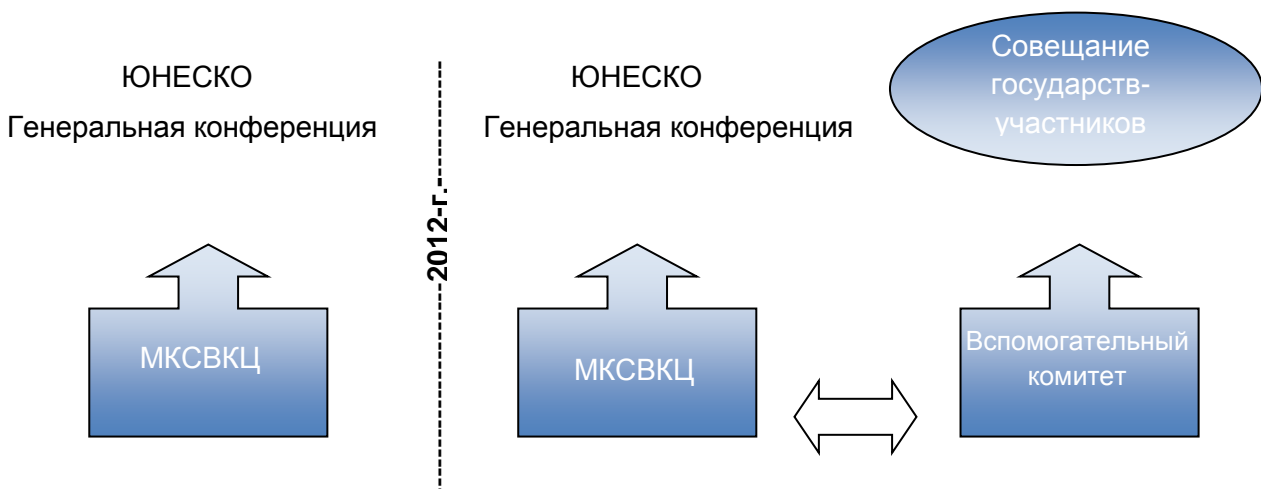 ЮНЕСКО
Генеральная конференция
МКСВКЦ
2012-г.
ЮНЕСКО
Генеральная конференция
МКСВКЦ
Совещание
государств-
участников
Вспомогательный
комитет